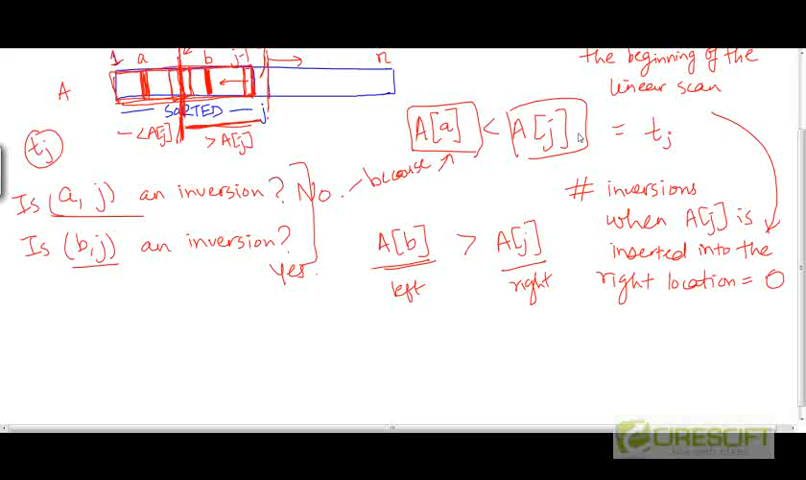 1 a b j-1 n
the beginning of the
linear scan
A
SORTED j
- <A[j] > A[j]
tj
A[a] < A[j] = tj
because
Is (a, j) an inversion? No.
# inversions
when A[j] is
inserted into the
right location = 0
Is (b,j) an inversion?
Yes.
A[b] > A[j]
left right
CIRESCIFT